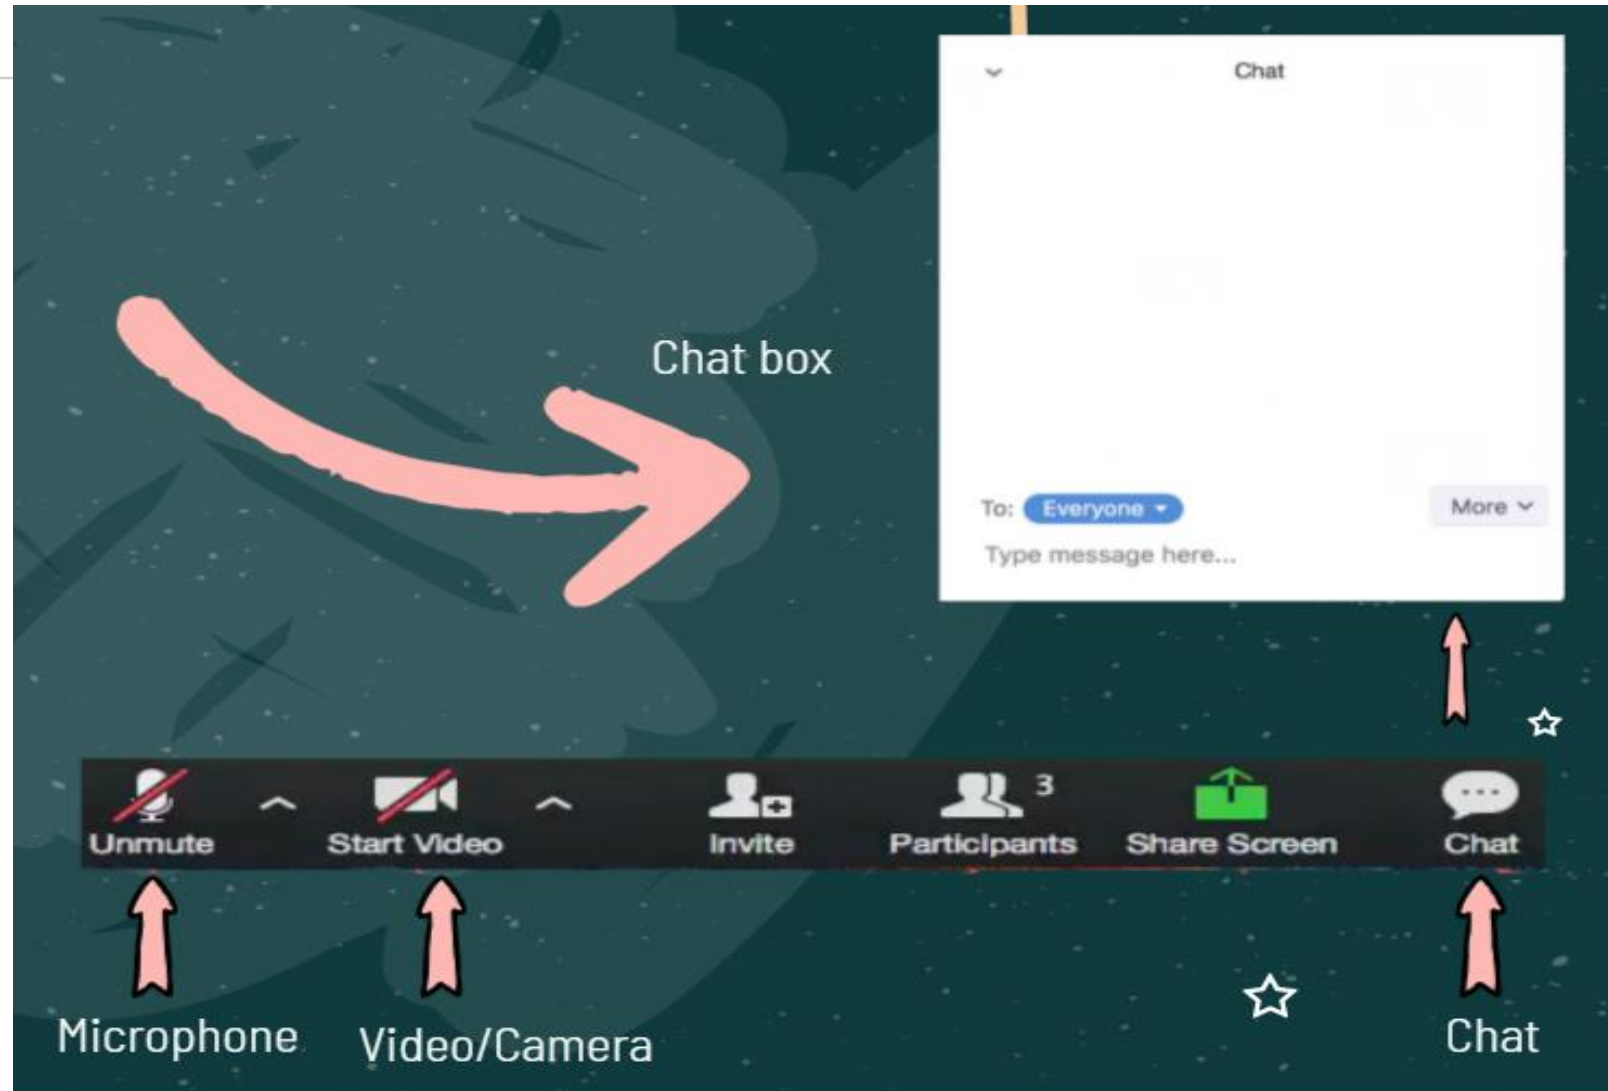 Chat
Chat box
To: Everyone
More
Type message here...
3
Unmute
Start Video
Invite
Participants
Share Screen
Chat
Microphone
Video/Camera
Chat